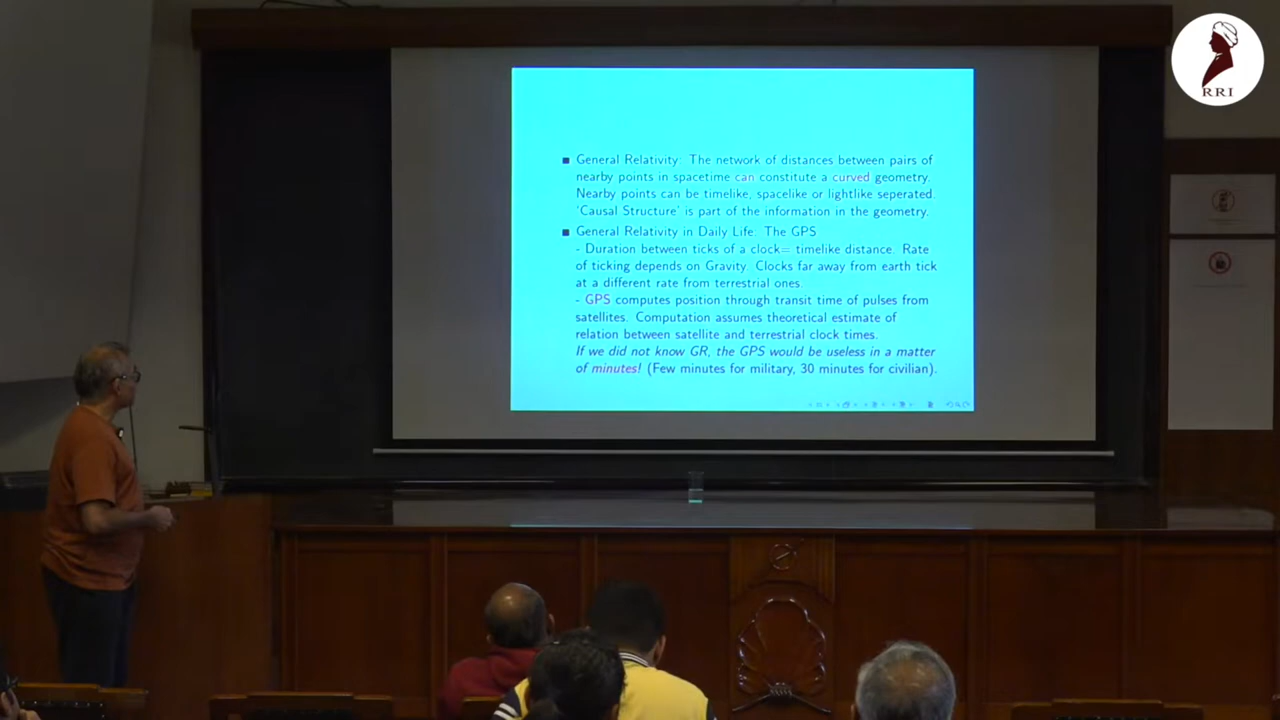 RRI
General Relativity: The network of distances between pairs of
nearby points in spacetime can constitute a curved geometry.
Nearby points can be timelike, spacelike or lightlike seperated.
'Causal Structure' is part of the information in the geometry.
General Relativity in Daily Life: The GPS
- Duration between ticks of a clock= timelike distance. Rate
of ticking depends on Gravity. Clocks far away from earth tick
at a different rate from terrestrial ones.
- GPS computes position through transit time of pulses from
satellites. Computation assumes theoretical estimate of
relation between satellite and terrestrial clock times.
If we did not know GR, the GPS would be useless in a matter
of minutes! (Few minutes for military, 30 minutes for civilian).